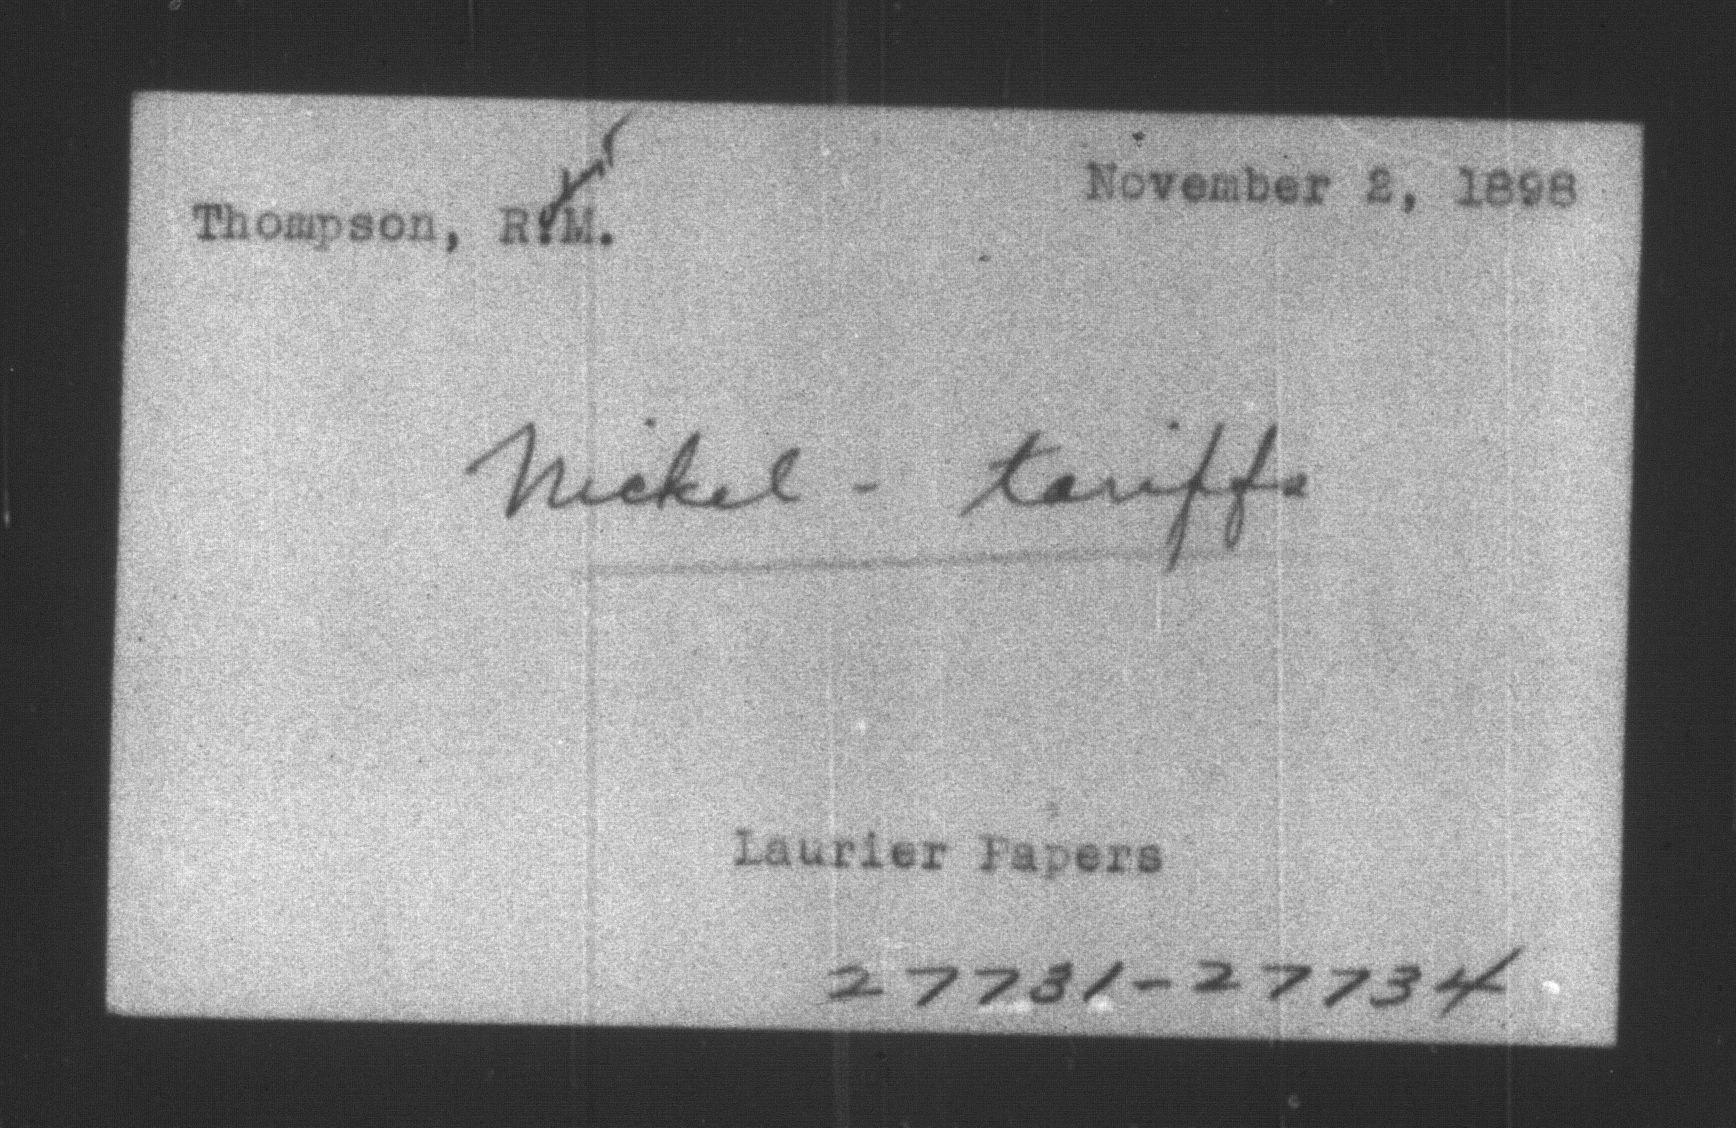 November 2, 1898
Thompson, R.M.
Nickel - tariffs
Laurier Papers
27731-27734